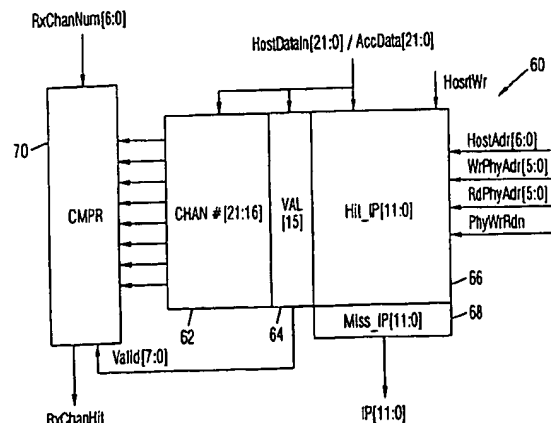 RxChanNum[6:0]
HostDataIn[21:0] / AccData[21:0]
60
HosrtWr
70
HostAdr[6:0]
WrPhyAdr[5:0]
RdPhyAdr[5:0]
PhyWrRdn
CMPR
CHAN # [21:16]
VAL
[15]
Hit_IP[11:0]
66
Miss_IP[11:0]
68
62
64
Valid[7:0]
RxChanHit
IP[11:0]